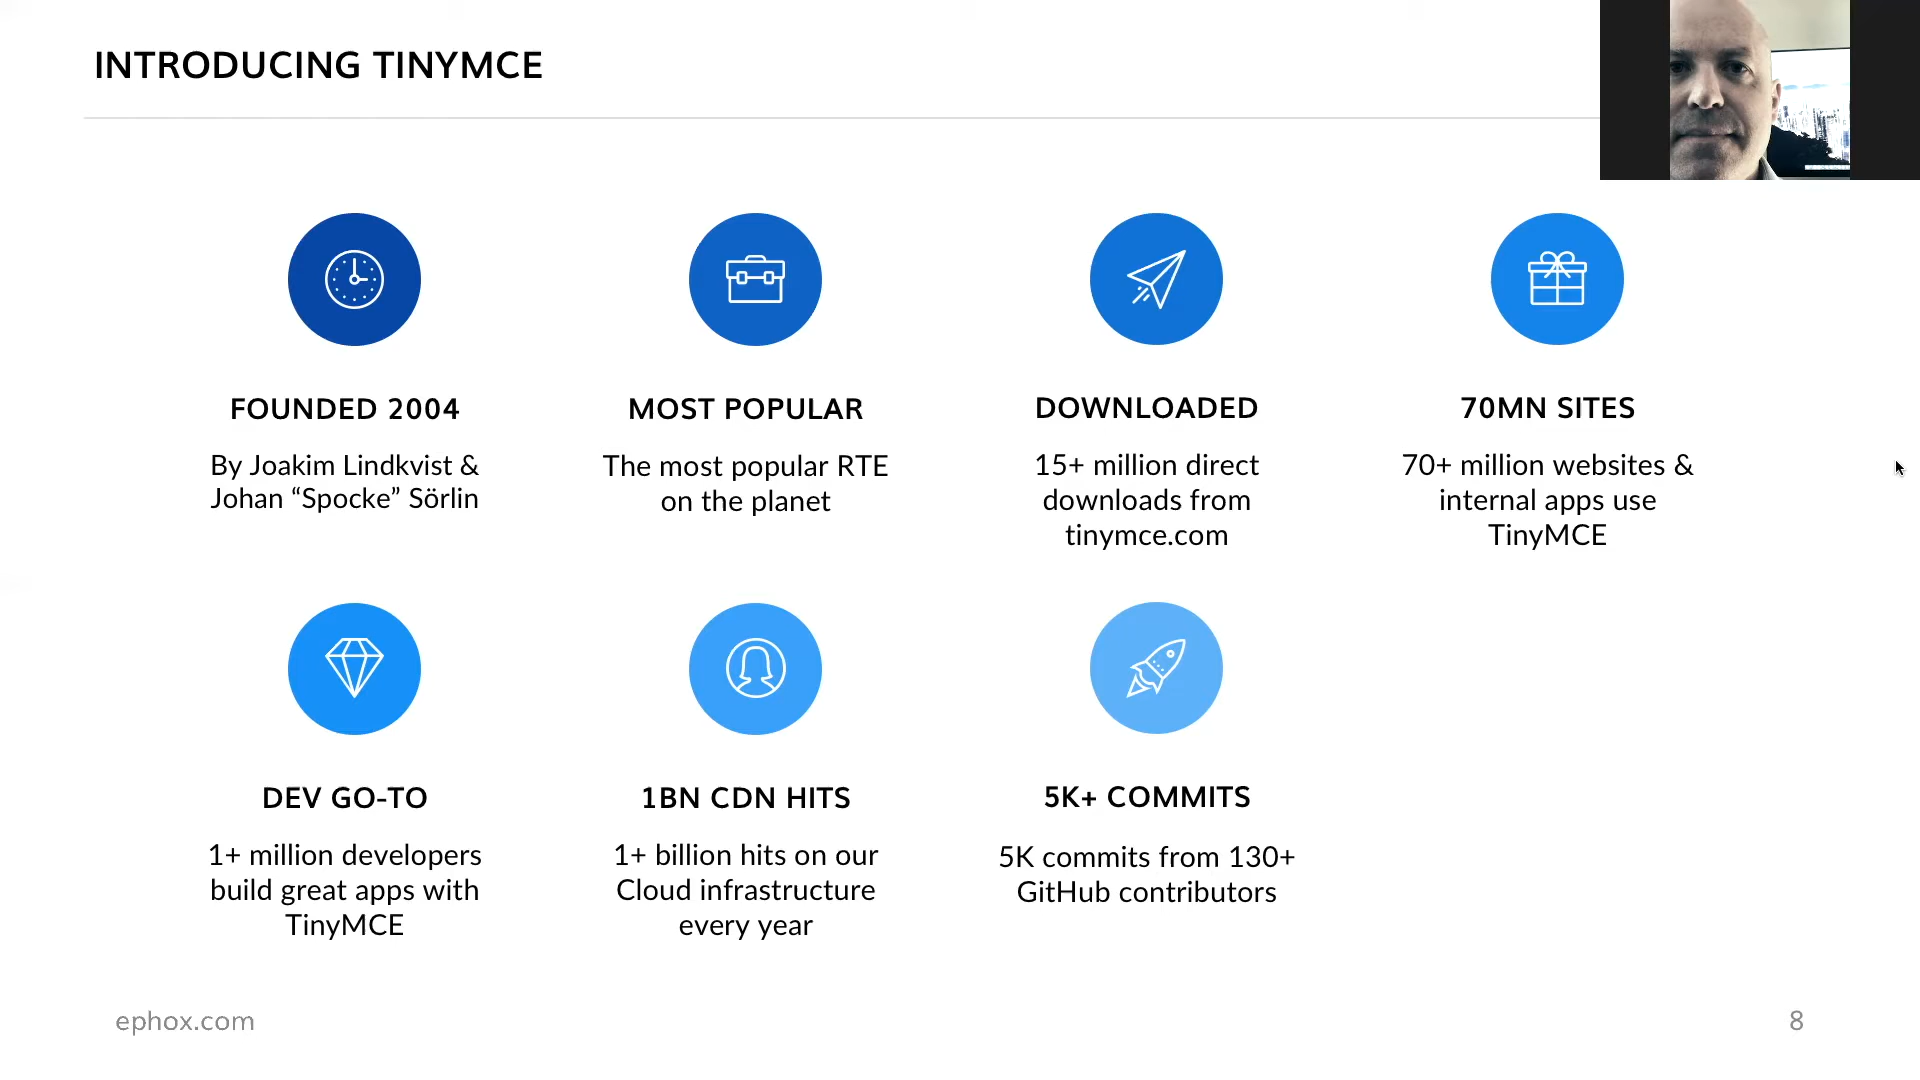 INTRODUCING TINYMCE
FOUNDED 2004
By Joakim Lindkvist &
Johan “Spocke” Sörlin
MOST POPULAR
The most popular RTE
on the planet
DOWNLOADED
15+ million direct
downloads from
tinymce.com
70MN SITES
70+ million websites &
internal apps use
TinyMCE
DEV GO-TO
1+ million developers
build great apps with
TinyMCE
1BN CDN HITS
1+ billion hits on our
Cloud infrastructure
every year
5K+ COMMITS
5K commits from 130+
GitHub contributors
ephox.com
8